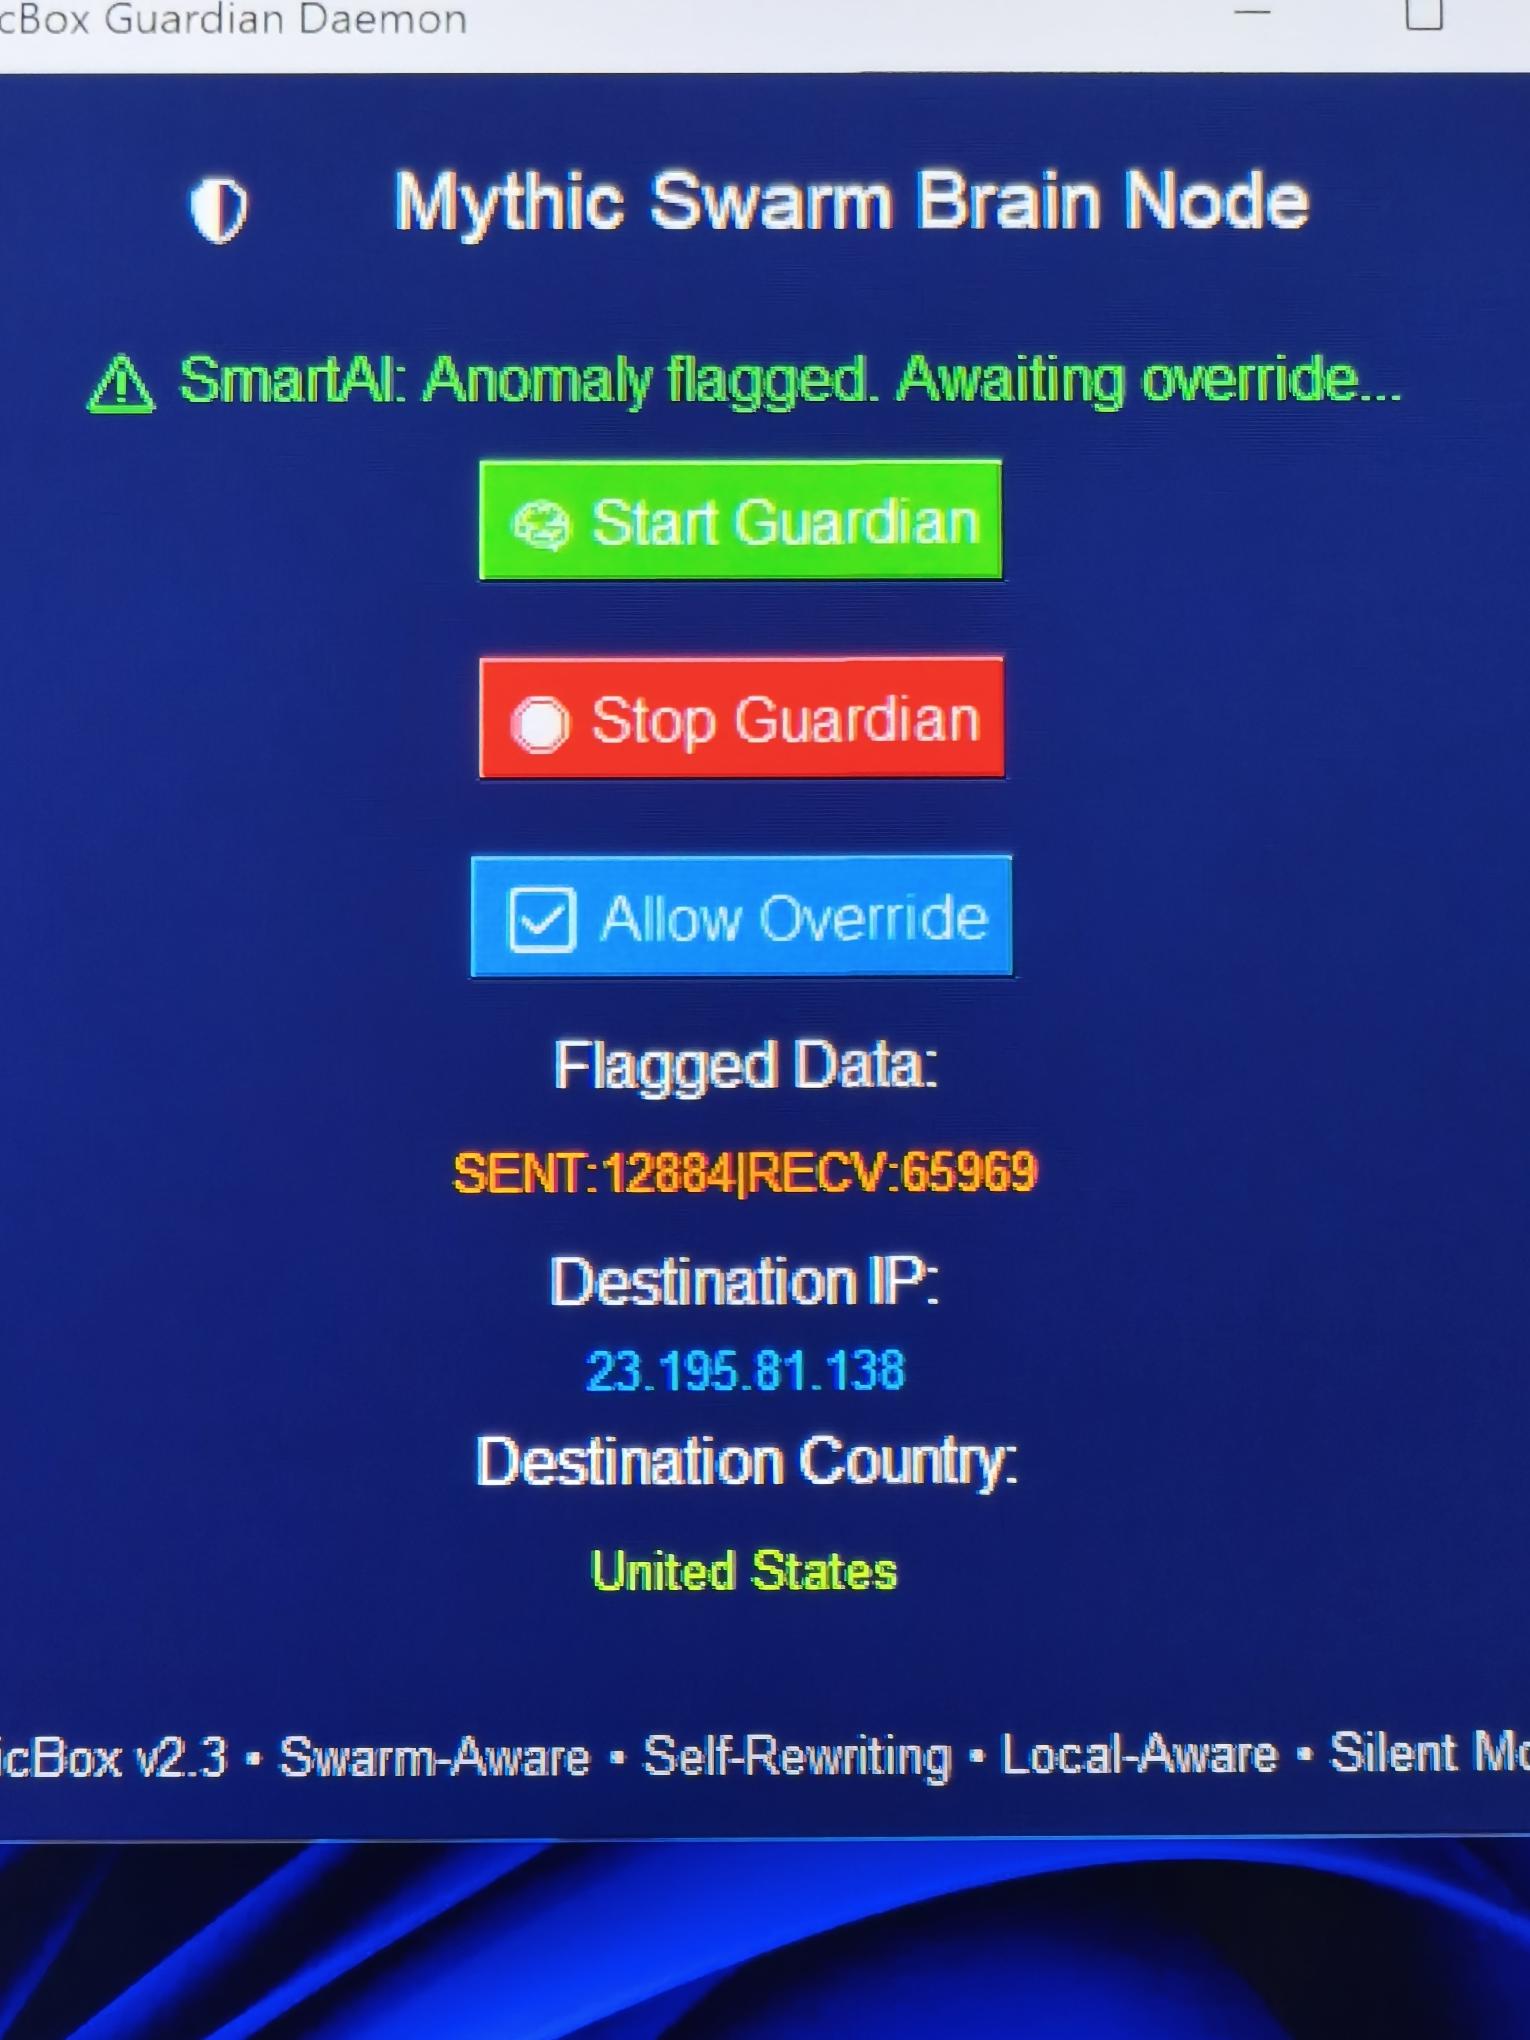 cBox Guardian Daemon
Mythic Swarm Brain Node
⚠ SmartAI: Anomaly flagged. Awaiting override...
Start Guardian
Stop Guardian
Allow Override
Flagged Data:
SENT:12884|RECV:65969
Destination IP:
23.195.81.138
Destination Country:
United States
icBox v2.3 • Swarm-Aware • Self-Rewriting • Local-Aware • Silent Mo